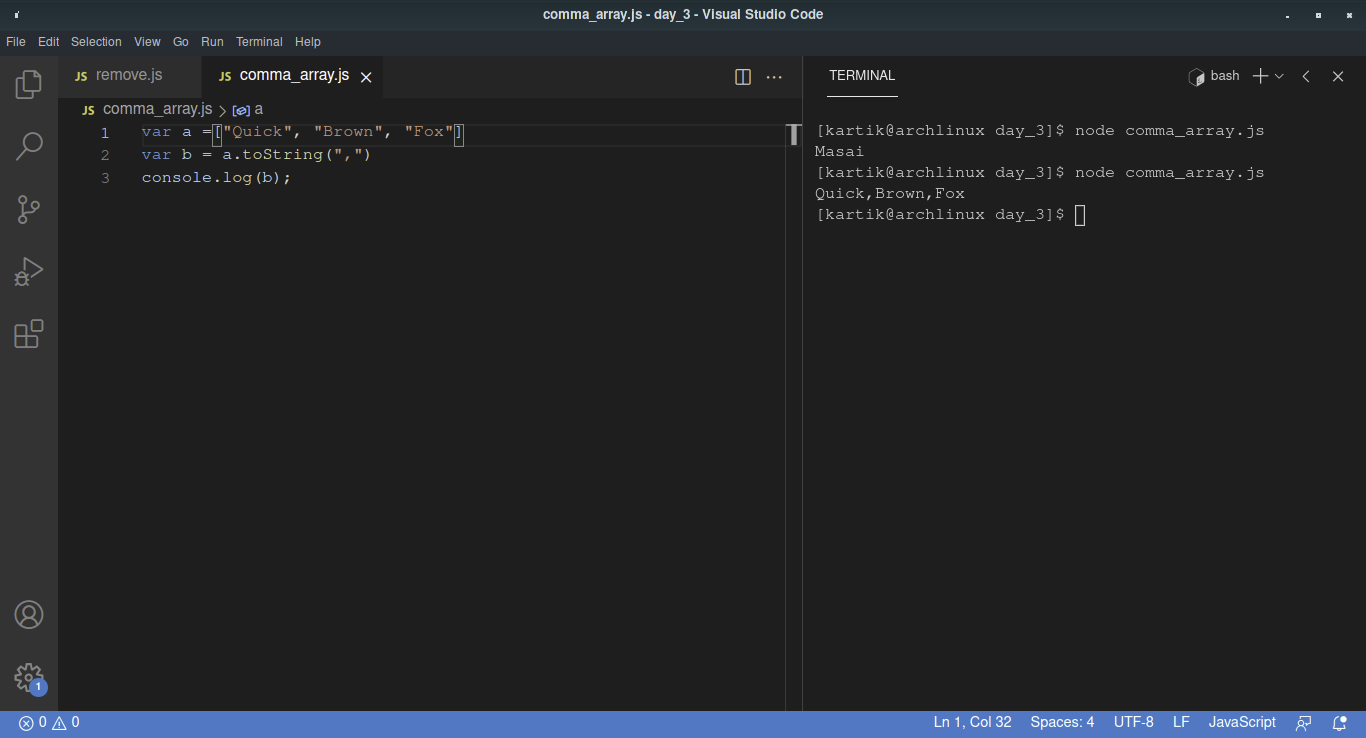 comma_array.js - day_3 - Visual Studio Code
File Edit Selection View Go Run Terminal Help
JS remove.js JS comma_array.js
TERMINAL
bash
JS comma_array.js > a
1 var a =["Quick", "Brown", "Fox"]
2 var b = a.toString(",")
3 console.log(b);
[kartik@archlinux day_3]$ node comma_array.js
Masai
[kartik@archlinux day_3]$ node comma_array.js
Quick,Brown,Fox
[kartik@archlinux day_3]$
1
0 0 Ln 1, Col 32 Spaces: 4 UTF-8 LF JavaScript